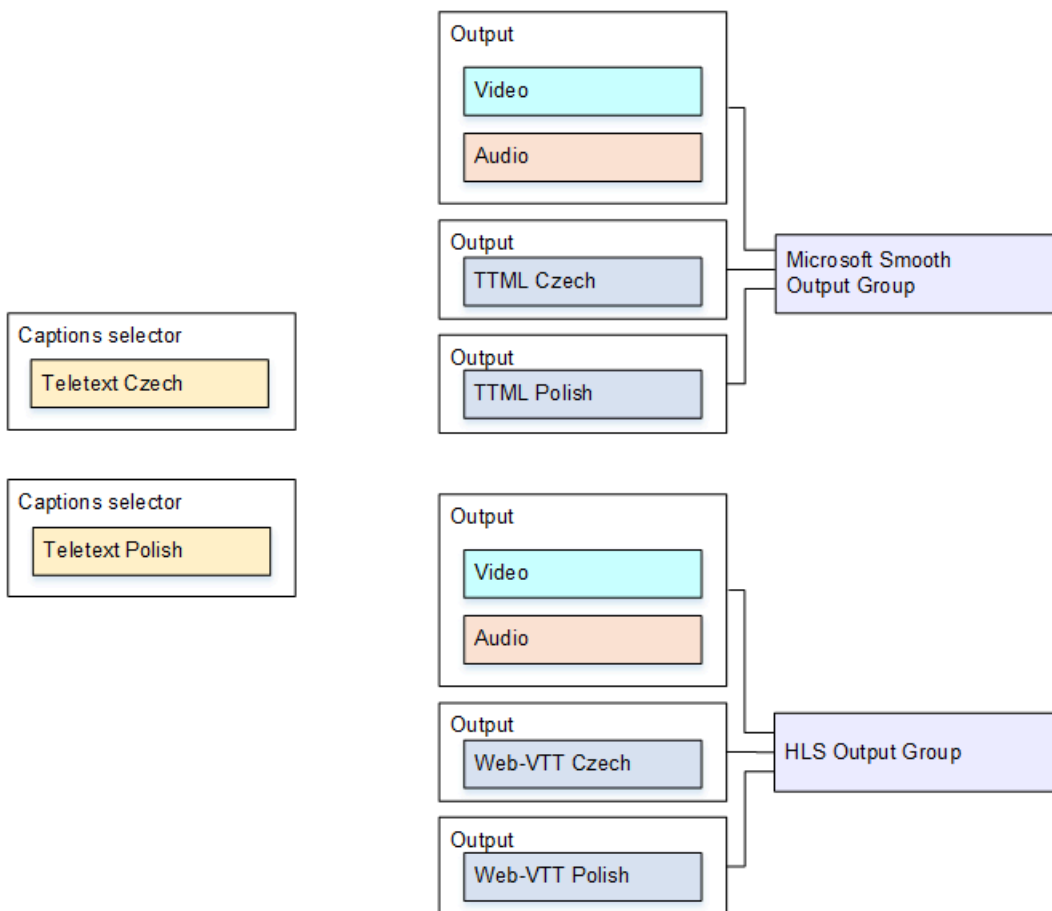 Captions selector
Teletext Czech
Captions selector
Teletext Polish
Output
Video
Audio
Output
TTML Czech
Output
TTML Polish
Microsoft Smooth
Output Group
Output
Video
Audio
Output
Web-VTT Czech
Output
Web-VTT Polish
HLS Output Group